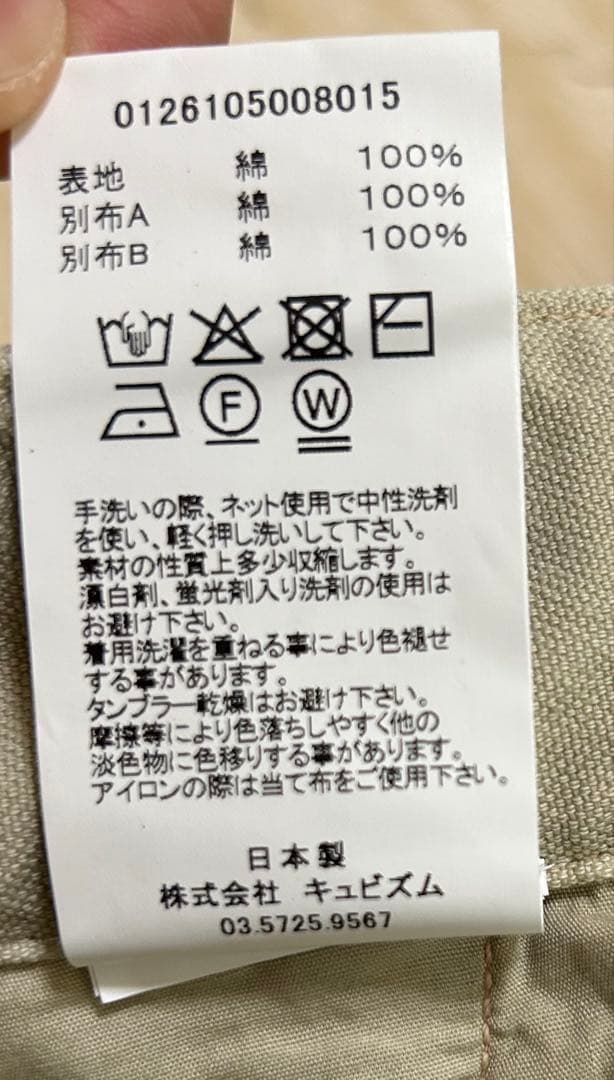 0126105008015
表地 綿 100%
別布A 綿 100%
別布B 綿 100%
F W
手洗いの際、ネット使用で中性洗剤
を使い、軽く押し洗いして下さい。
素材の性質上多少収縮します。
漂白剤、蛍光剤入り洗剤の使用は
お避け下さい。
着用洗濯を重ねる事により色褪せ
する事があります。
タンブラー乾燥はお避け下さい。
摩擦等により色落ちしやすく他の
淡色物に色移りする事があります。
アイロンの際は当て布をご使用下さい。
日本製
株式会社 キュビズム
03.5725.9567